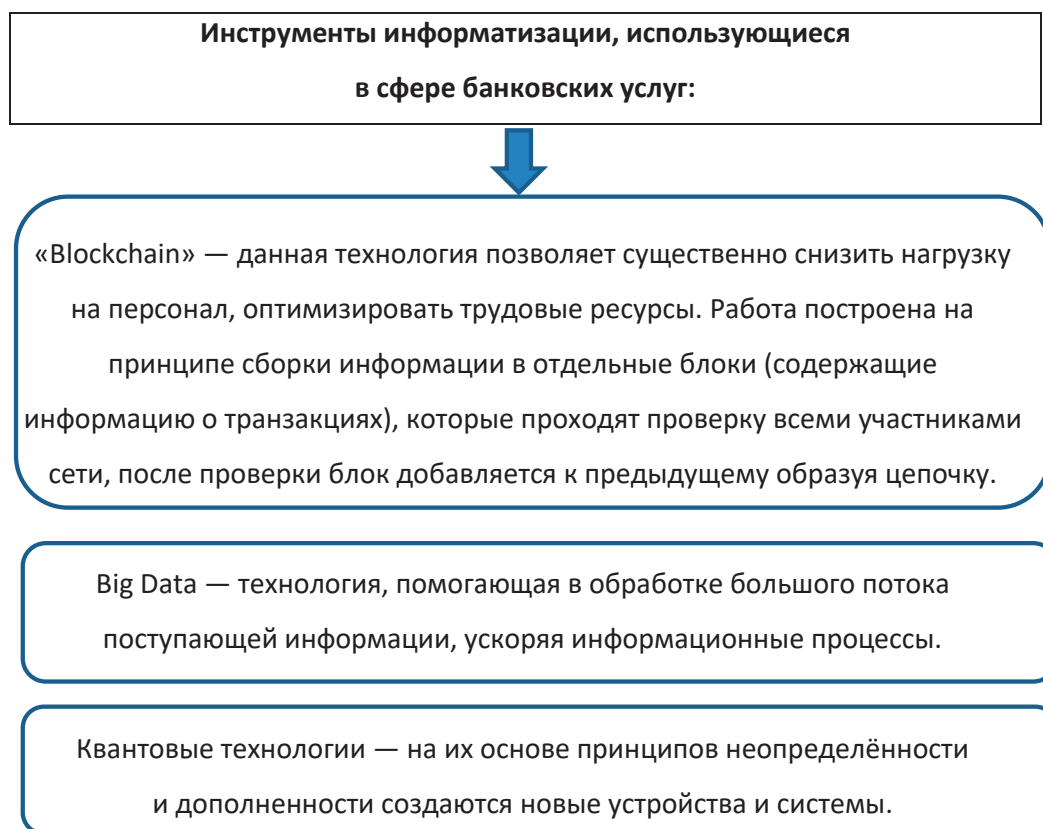 Инструменты информатизации, использующиеся
в сфере банковских услуг:
«Blockchain» — данная технология позволяет существенно снизить нагрузку
на персонал, оптимизировать трудовые ресурсы. Работа построена на
принципе сборки информации в отдельные блоки (содержащие
информацию о транзакциях), которые проходят проверку всеми участниками
сети, после проверки блок добавляется к предыдущему образуя цепочку.
Big Data — технология, помогающая в обработке большого потока
поступающей информации, ускоряя информационные процессы.
Квантовые технологии — на их основе принципов неопределённости
и дополненности создаются новые устройства и системы.